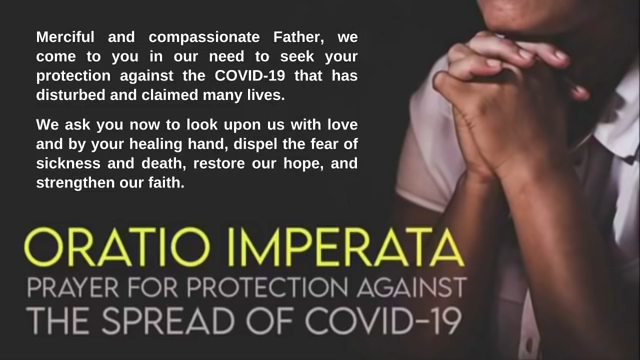 Merciful and compassionate Father, we
come to you in our need to seek your
protection against the COVID-19 that has
disturbed and claimed many lives.
We ask you now to look upon us with love
and by your healing hand, dispel the fear of
sickness and death, restore our hope, and
strengthen our faith.
ORATIO IMPERATA
PRAYER FOR PROTECTION AGAINST
THE SPREAD OF COVID-19